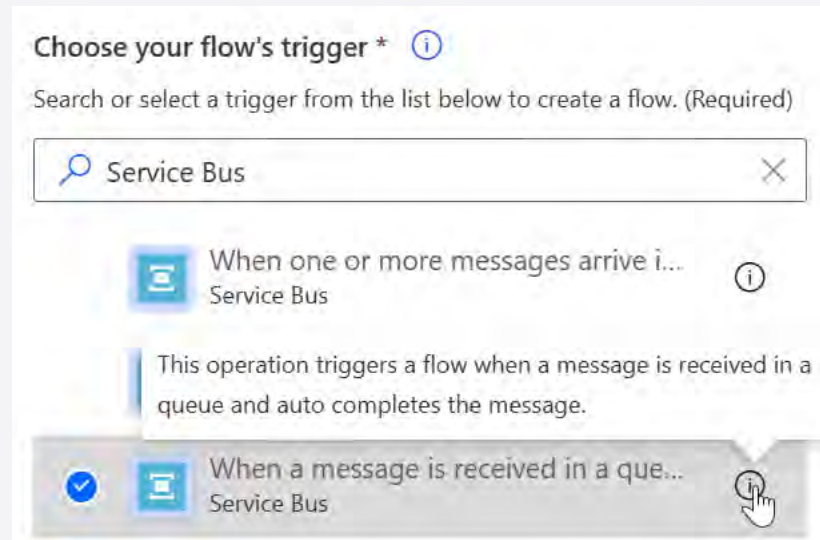 Choose your flow's trigger *
Search or select a trigger from the list below to create a flow. (Required)
Service Bus
When one or more messages arrive i...
Service Bus
This operation triggers a flow when a message is received in a
queue and auto completes the message.
When a message is received in a que...
Service Bus